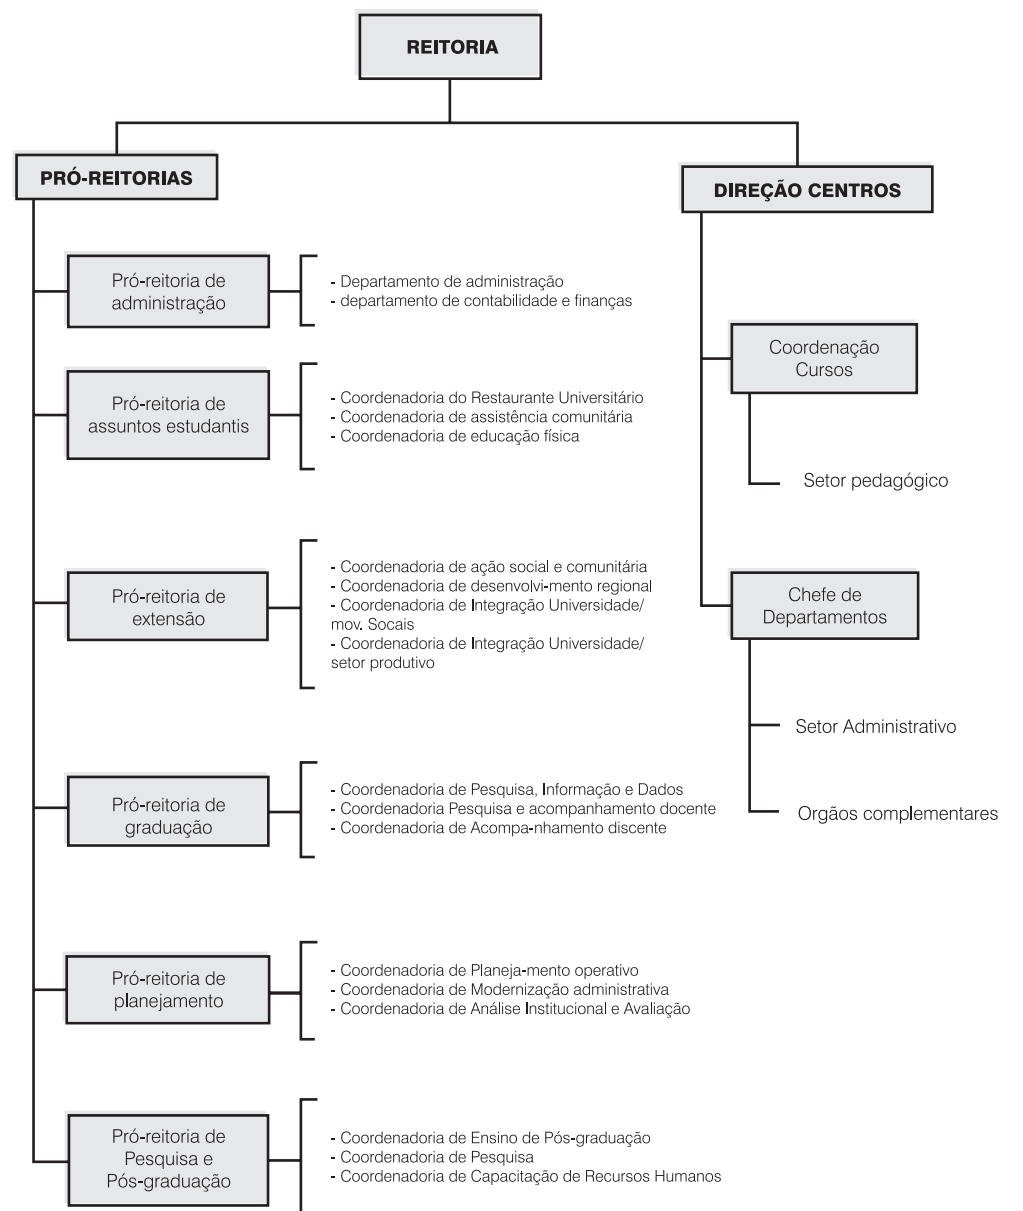 REITORIA
PRÓ-REITORIAS
Pró-reitoria de
administração
- Departamento de administração
- departamento de contabilidade e finanças
Pró-reitoria de
assuntos estudantis
- Coordenadoria do Restaurante Universitário
- Coordenadoria de assistência comunitária
- Coordenadoria de educação física
Pró-reitoria de
extensão
- Coordenadoria de ação social e comunitária
- Coordenadoria de desenvolvi-mento regional
- Coordenadoria de Integração Universidade/
mov. Socais
- Coordenadoria de Integração Universidade/
setor produtivo
Pró-reitoria de
graduação
- Coordenadoria de Pesquisa, Informação e Dados
- Coordenadoria Pesquisa e acompanhamento docente
- Coordenadoria de Acompa-nhamento discente
Pró-reitoria de
planejamento
- Coordenadoria de Planeja-mento operativo
- Coordenadoria de Modernização administrativa
- Coordenadoria de Análise Institucional e Avaliação
Pró-reitoria de
Pesquisa e
Pós-graduação
- Coordenadoria de Ensino de Pós-graduação
- Coordenadoria de Pesquisa
- Coordenadoria de Capacitação de Recursos Humanos
DIREÇÃO CENTROS
Coordenação
Cursos
Setor pedagógico
Chefe de
Departamentos
Setor Administrativo
Orgãos complementares